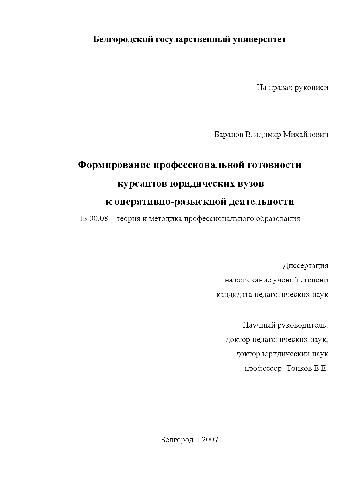 Белгородский государственный университет
На правах рукописи
Баранов Владимир Михайлович
Формирование профессиональной готовности
курсантов юридических вузов
к оперативно-разыскной деятельности
13.00.08 – теория и методика профессионального образования
Диссертация
на соискание ученой степени
кандидата педагогических наук
Научный руководитель:
доктор педагогических наук,
доктор юридических наук
профессор Тонков Е.Е.
Белгород – 2007